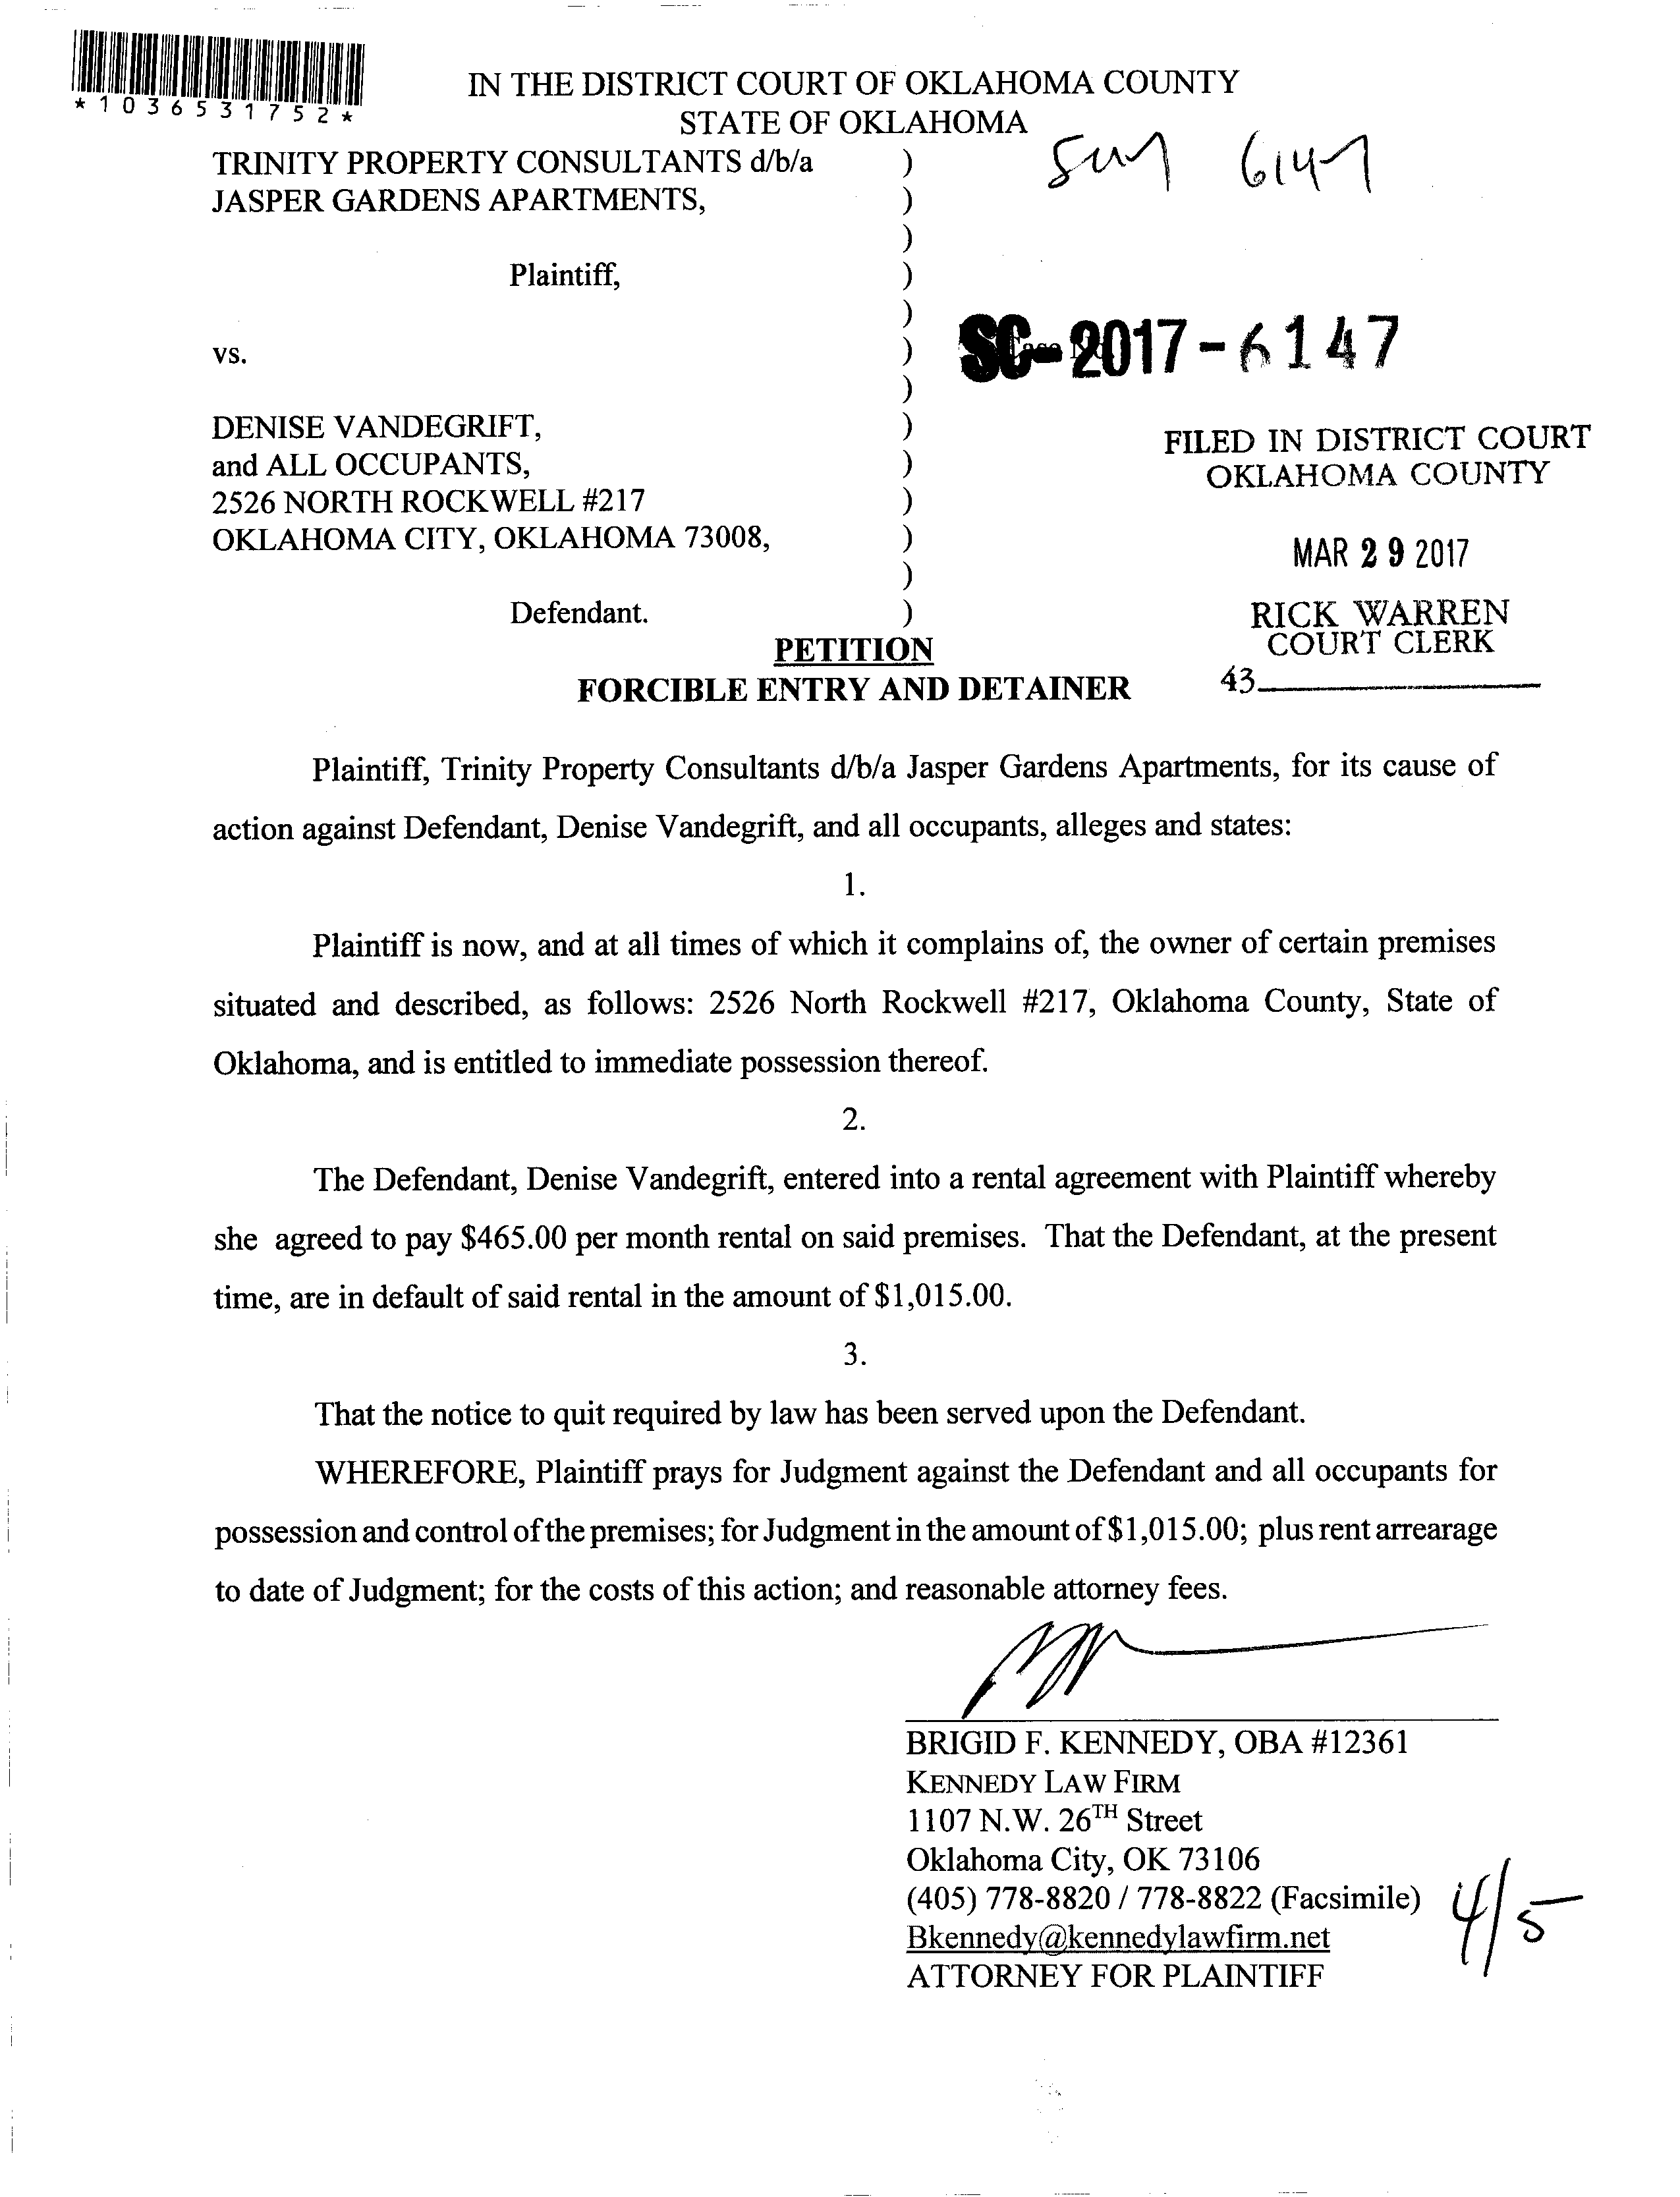 *1036531752*
IN THE DISTRICT COURT OF OKLAHOMA COUNTY
STATE OF OKLAHOMA
TRINITY PROPERTY CONSULTANTS d/b/a )
JASPER GARDENS APARTMENTS, )
)
Plaintiff, )
)
vs. )
)
DENISE VANDEGRIFT, )
and ALL OCCUPANTS, )
2526 NORTH ROCKWELL #217 )
OKLAHOMA CITY, OKLAHOMA 73008, )
)
Defendant. )
6147
SC-2017-6147
FILED IN DISTRICT COURT
OKLAHOMA COUNTY
MAR 29 2017
RICK WARREN
COURT CLERK
43
PETITION
FORCIBLE ENTRY AND DETAINER
Plaintiff, Trinity Property Consultants d/b/a Jasper Gardens Apartments, for its cause of
action against Defendant, Denise Vandegrift, and all occupants, alleges and states:
1.
Plaintiff is now, and at all times of which it complains of, the owner of certain premises
situated and described, as follows: 2526 North Rockwell #217, Oklahoma County, State of
Oklahoma, and is entitled to immediate possession thereof.
2.
The Defendant, Denise Vandegrift, entered into a rental agreement with Plaintiff whereby
she agreed to pay $465.00 per month rental on said premises. That the Defendant, at the present
time, are in default of said rental in the amount of $1,015.00.
3.
That the notice to quit required by law has been served upon the Defendant.
WHEREFORE, Plaintiff prays for Judgment against the Defendant and all occupants for
possession and control of the premises; for Judgment in the amount of $1,015.00; plus rent arrearage
to date of Judgment; for the costs of this action; and reasonable attorney fees.
BRIGID F. KENNEDY, OBA #12361
KENNEDY LAW FIRM
1107 N.W. 26TH Street
Oklahoma City, OK 73106
(405) 778-8820 / 778-8822 (Facsimile)
Bkennedy@kennedylawfirm.net
ATTORNEY FOR PLAINTIFF
4/5